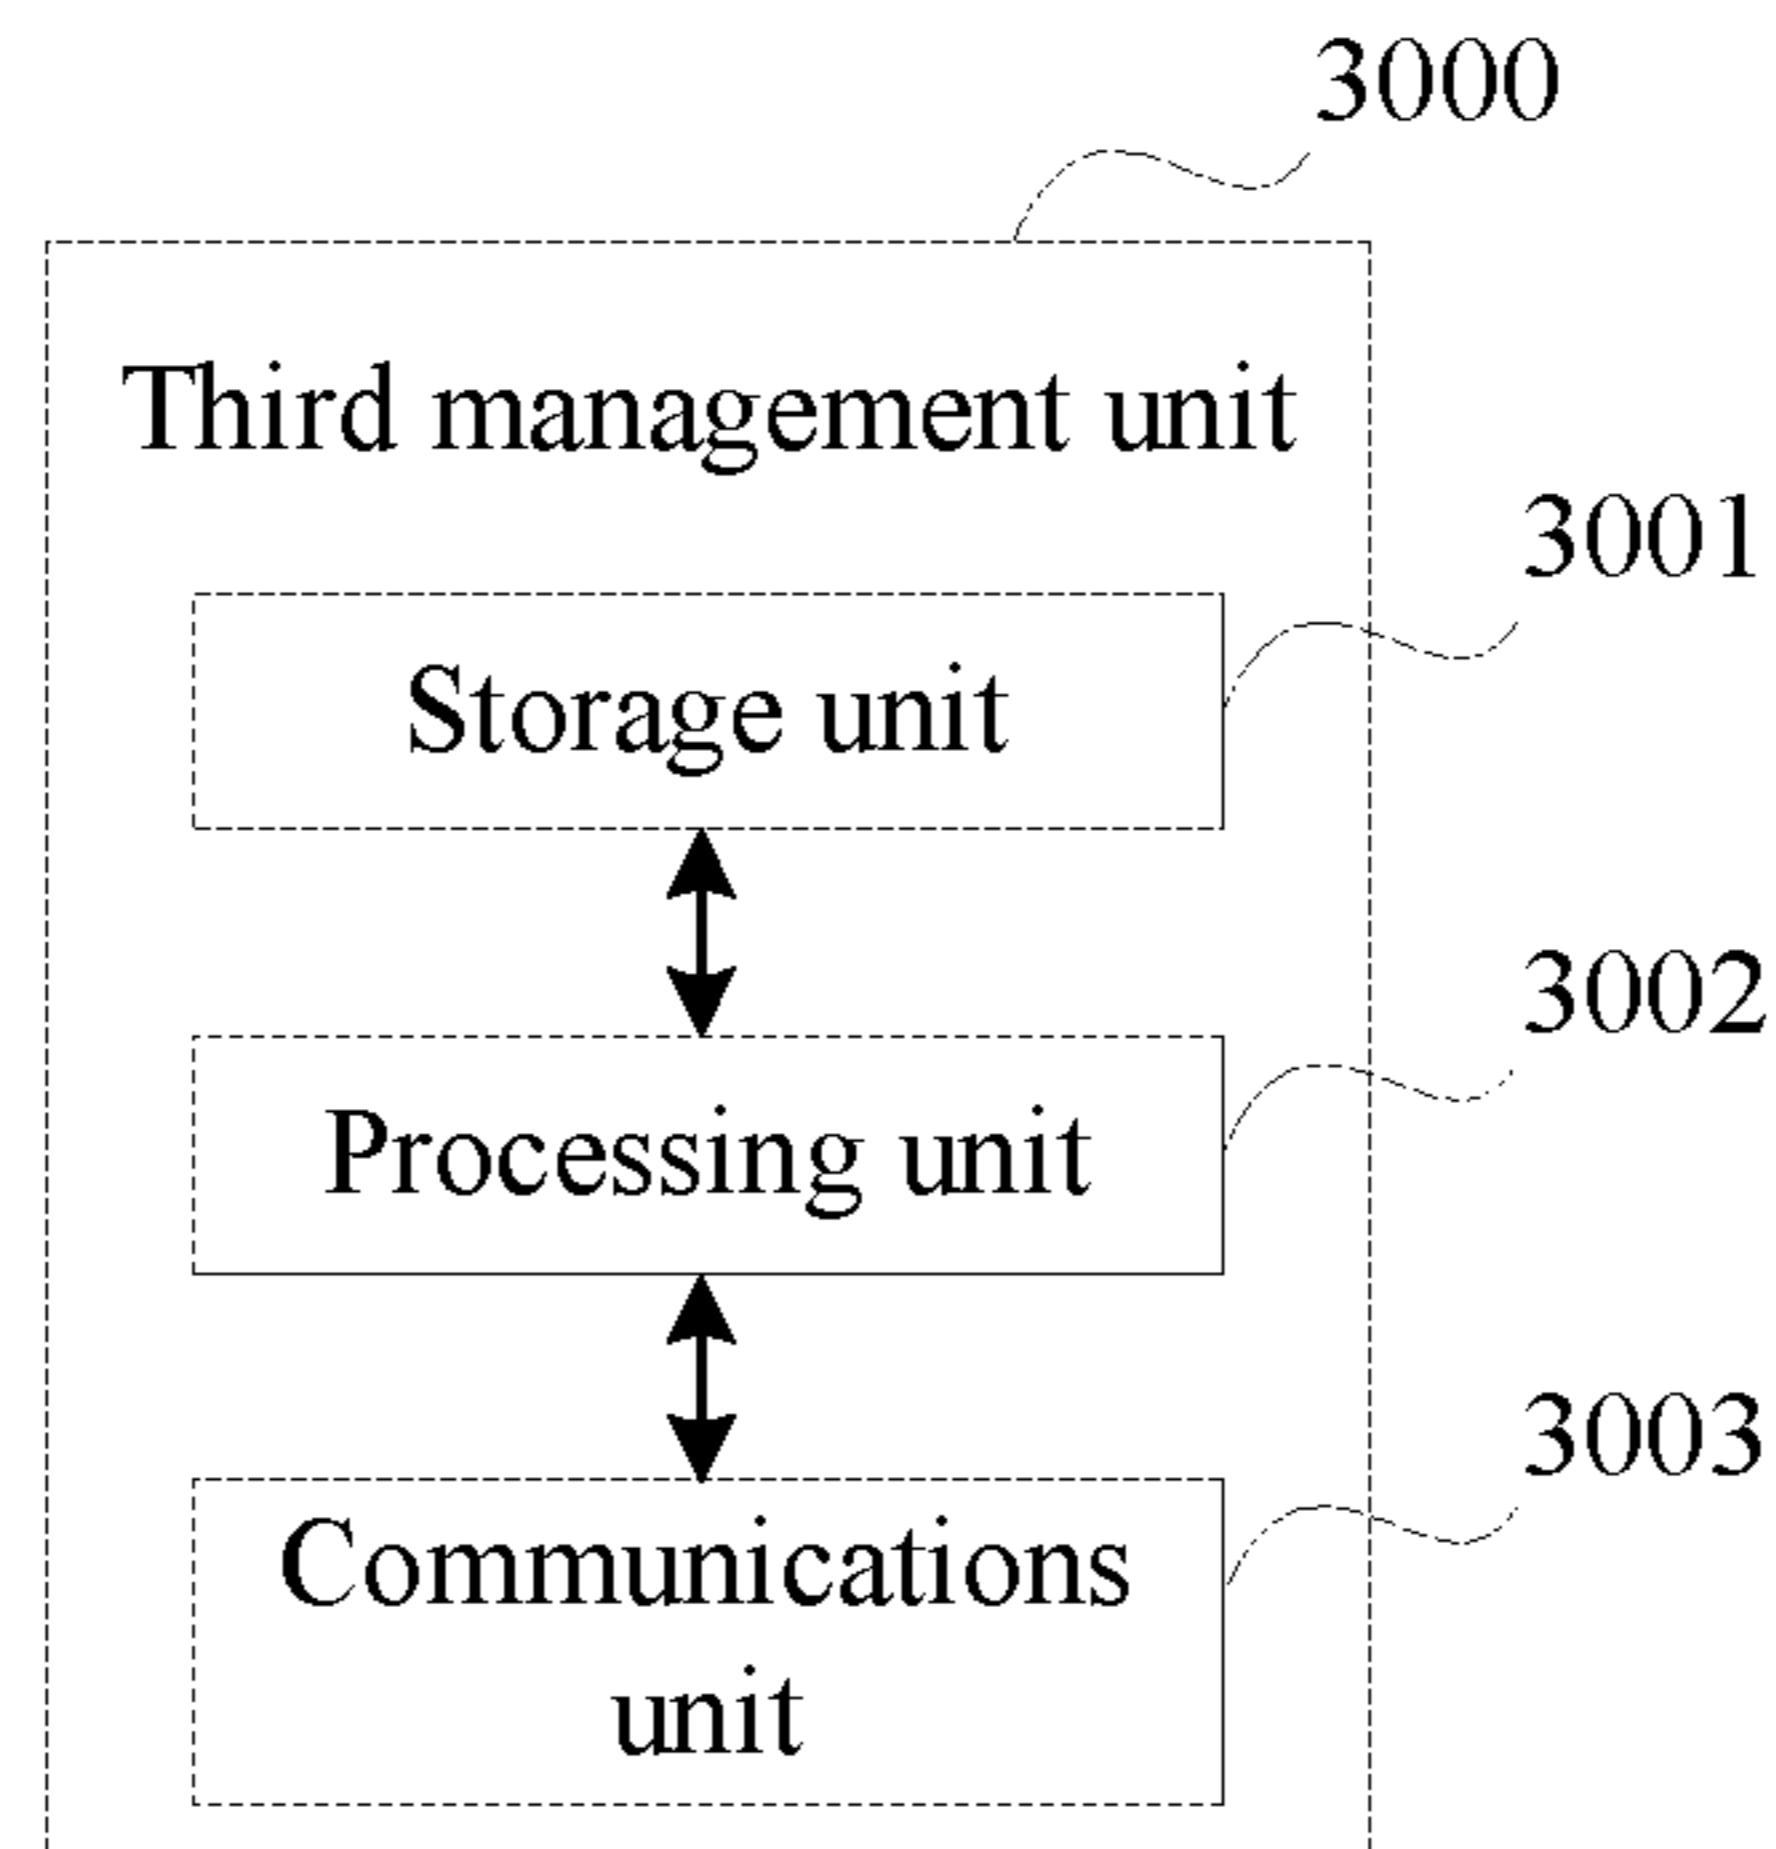 3000
Third management unit
3001
Storage unit
3002
Processing unit
3003
Communications
unit